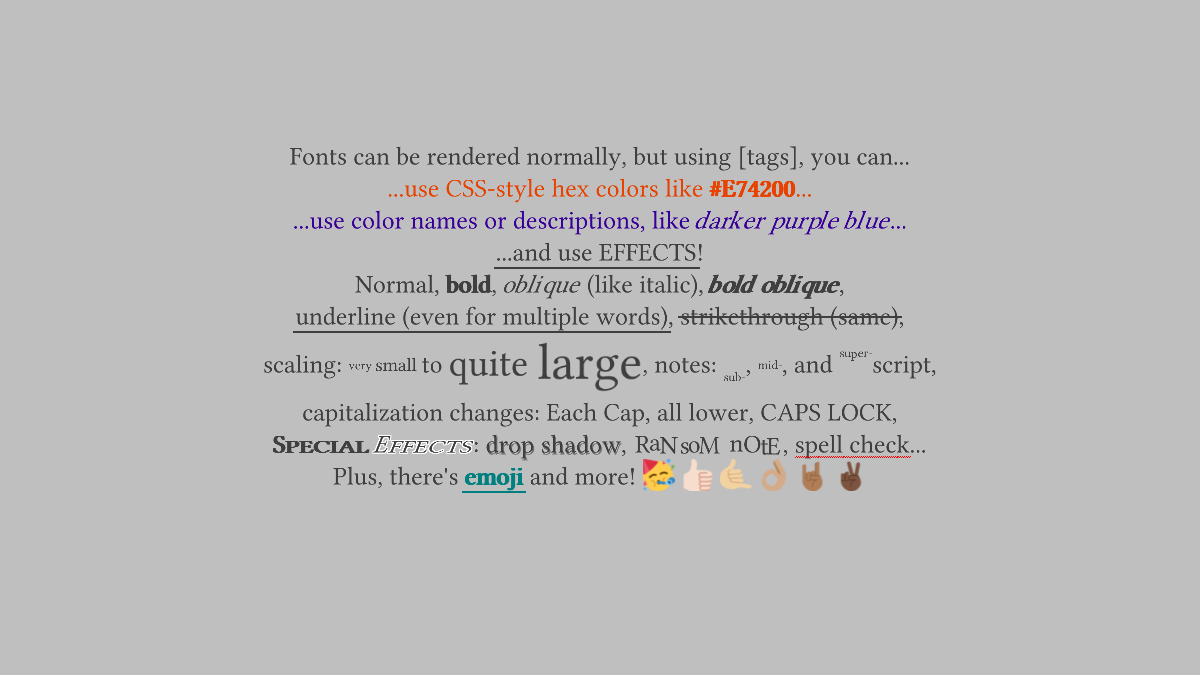 Fonts can be rendered normally, but using [tags], you can...
...use CSS-style hex colors like #E74200...
...use color names or descriptions, like darker purple blue...
...and use EFFECTS!
Normal, bold, oblique (like italic), bold oblique,
underline (even for multiple words), strikethrough (same),
scaling: very small to quite large, notes: sub-, mid-, and super-script,
capitalization changes: Each Cap, all lower, CAPS LOCK,
Special Effects: drop shadow, RaNsoM nOtE, spell check...
Plus, there's emoji and more! 🥳👍🏻🤙🏼👌🏽🤘🏾✌🏿